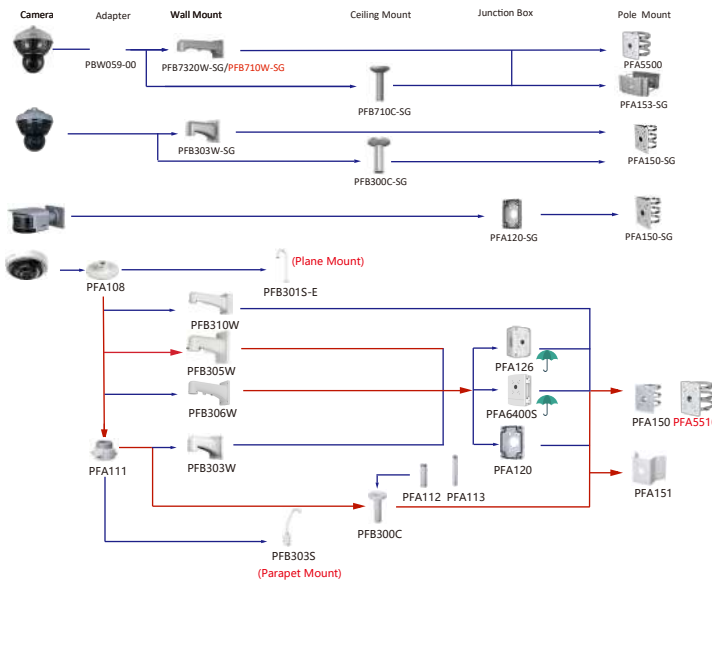 Camera Adapter Wall Mount Ceiling Mount Junction Box Pole Mount
PBW059-00
PFB7320W-SG/PFB710W-SG
PFA5500
PFB710C-SG
PFA153-SG
PFB303W-SG
PFB300C-SG
PFA150-SG
PFA120-SG
PFA150-SG
PFA108
(Plane Mount)
PFB301S-E
PFB310W
PFB305W
PFA126
PFB306W
PFA6400S
PFA150
PFA111
PFB303W
PFA120
PFA112 PFA113
PFA151
PFB300C
PFB303S
(Parapet Mount)